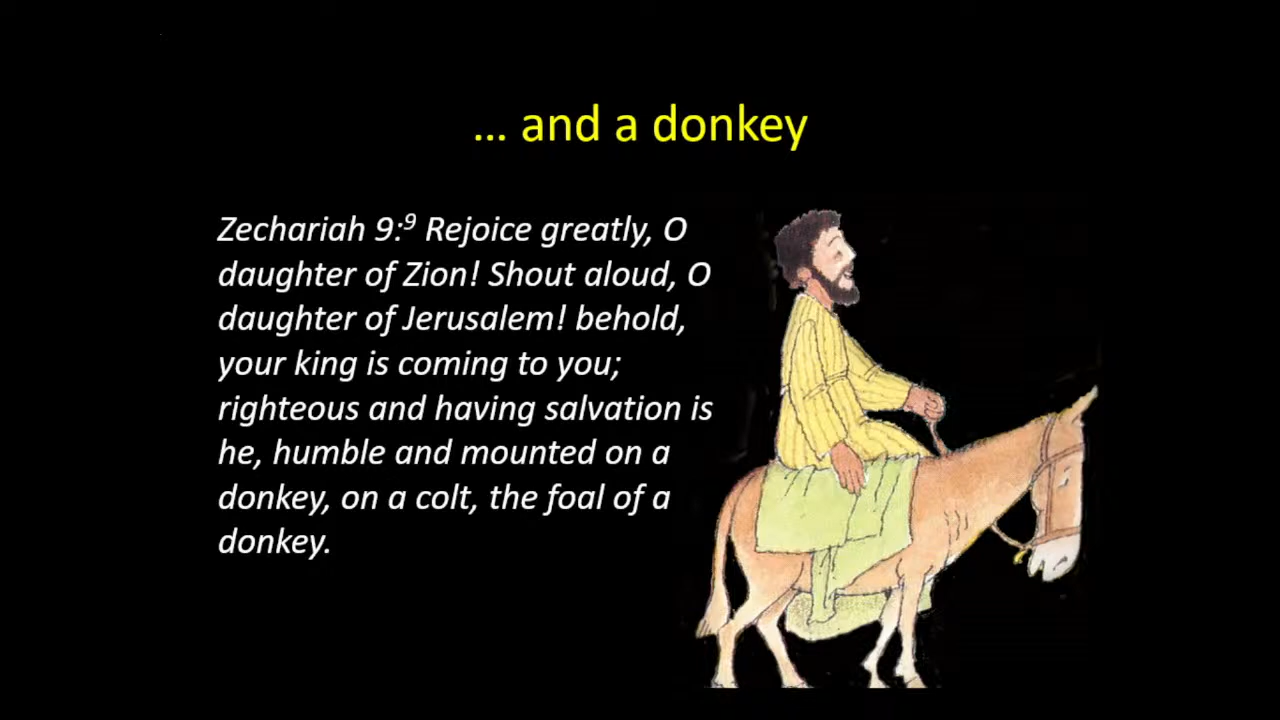 ... and a donkey
Zechariah 9:⁹ Rejoice greatly, O
daughter of Zion! Shout aloud, O
daughter of Jerusalem! behold,
your king is coming to you;
righteous and having salvation is
he, humble and mounted on a
donkey, on a colt, the foal of a
donkey.